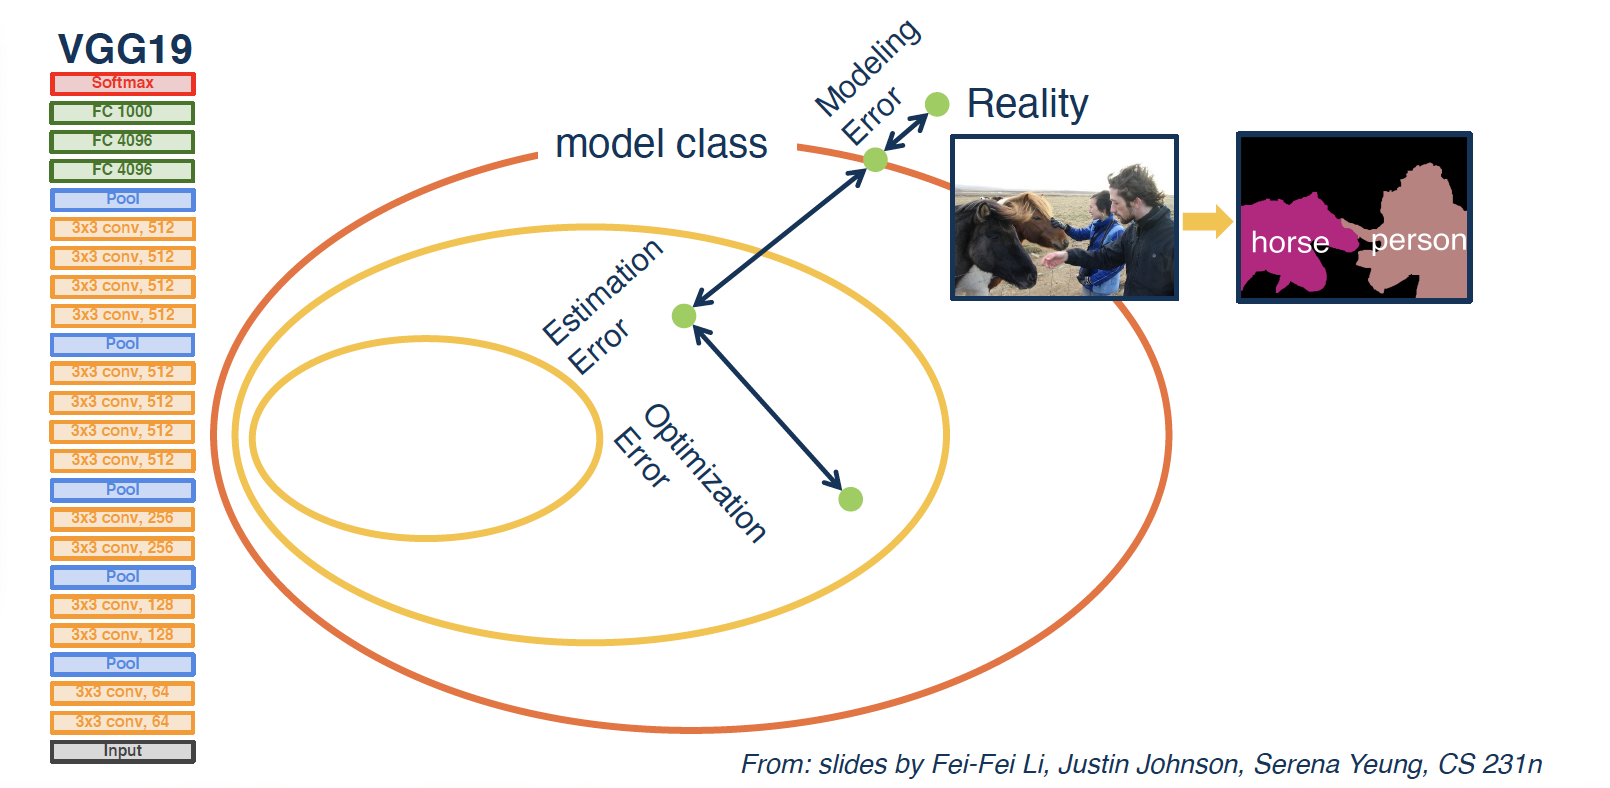 VGG19
Softmax
FC 1000
FC 4096
FC 4096
Pool
3x3 conv, 512
3x3 conv, 512
3x3 conv, 512
3x3 conv, 512
Pool
3x3 conv, 512
3x3 conv, 512
3x3 conv, 512
3x3 conv, 512
Pool
3x3 conv, 256
3x3 conv, 256
Pool
3x3 conv, 128
3x3 conv, 128
Pool
3x3 conv, 64
3x3 conv, 64
Input
model class
Modeling
Error
Reality
horse
person
Estimation
Error
Optimization
Error
From: slides by Fei-Fei Li, Justin Johnson, Serena Yeung, CS 231n